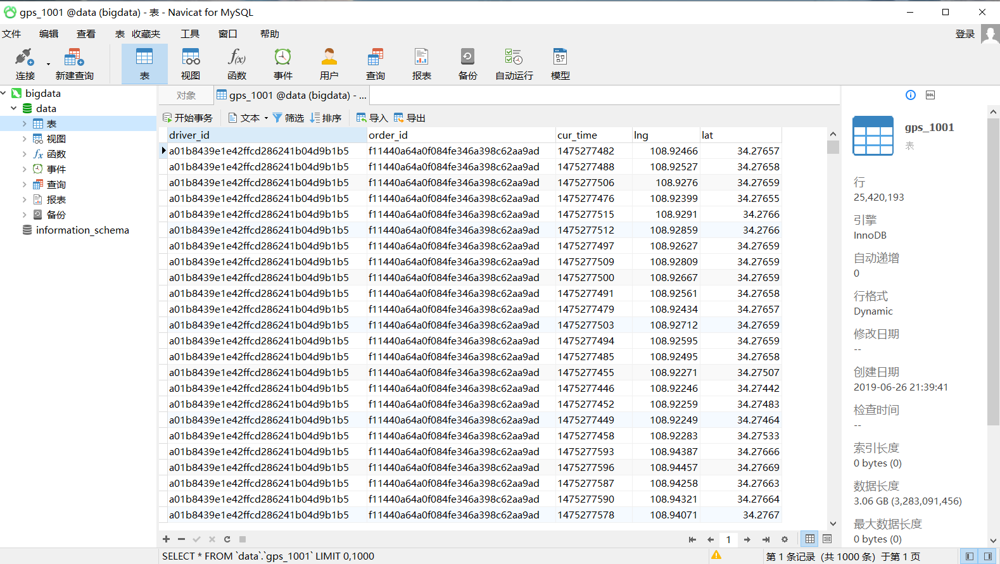 gps_1001 @data (bigdata) - 表 - Navicat for MySQL
文件 编辑 查看 表 收藏夹 工具 窗口 帮助 登录
连接 新建查询 表 视图 函数 事件 用户 查询 报表 备份 自动运行 模型
bigdata
data
表
视图
函数
事件
查询
报表
备份
information_schema
对象 gps_1001 @data (bigdata) - ...
开始事务 文本 筛选 排序 导入 导出
driver_id order_id cur_time lng lat
a01b8439e1e42ffcd286241b04d9b1b5 f11440a64a0f084fe346a398c62aa9ad 1475277482 108.92466 34.27657
a01b8439e1e42ffcd286241b04d9b1b5 f11440a64a0f084fe346a398c62aa9ad 1475277488 108.92527 34.27658
a01b8439e1e42ffcd286241b04d9b1b5 f11440a64a0f084fe346a398c62aa9ad 1475277506 108.9276 34.27659
a01b8439e1e42ffcd286241b04d9b1b5 f11440a64a0f084fe346a398c62aa9ad 1475277476 108.92399 34.27655
a01b8439e1e42ffcd286241b04d9b1b5 f11440a64a0f084fe346a398c62aa9ad 1475277515 108.9291 34.2766
a01b8439e1e42ffcd286241b04d9b1b5 f11440a64a0f084fe346a398c62aa9ad 1475277512 108.92859 34.2766
a01b8439e1e42ffcd286241b04d9b1b5 f11440a64a0f084fe346a398c62aa9ad 1475277497 108.92627 34.27659
a01b8439e1e42ffcd286241b04d9b1b5 f11440a64a0f084fe346a398c62aa9ad 1475277509 108.92809 34.27659
a01b8439e1e42ffcd286241b04d9b1b5 f11440a64a0f084fe346a398c62aa9ad 1475277500 108.92667 34.27659
a01b8439e1e42ffcd286241b04d9b1b5 f11440a64a0f084fe346a398c62aa9ad 1475277491 108.92561 34.27658
a01b8439e1e42ffcd286241b04d9b1b5 f11440a64a0f084fe346a398c62aa9ad 1475277479 108.92434 34.27657
a01b8439e1e42ffcd286241b04d9b1b5 f11440a64a0f084fe346a398c62aa9ad 1475277503 108.92712 34.27659
a01b8439e1e42ffcd286241b04d9b1b5 f11440a64a0f084fe346a398c62aa9ad 1475277494 108.92595 34.27659
a01b8439e1e42ffcd286241b04d9b1b5 f11440a64a0f084fe346a398c62aa9ad 1475277485 108.92495 34.27658
a01b8439e1e42ffcd286241b04d9b1b5 f11440a64a0f084fe346a398c62aa9ad 1475277455 108.92271 34.27507
a01b8439e1e42ffcd286241b04d9b1b5 f11440a64a0f084fe346a398c62aa9ad 1475277446 108.92246 34.27442
a01b8439e1e42ffcd286241b04d9b1b5 f11440a64a0f084fe346a398c62aa9ad 1475277452 108.92259 34.27483
a01b8439e1e42ffcd286241b04d9b1b5 f11440a64a0f084fe346a398c62aa9ad 1475277449 108.92249 34.27464
a01b8439e1e42ffcd286241b04d9b1b5 f11440a64a0f084fe346a398c62aa9ad 1475277458 108.92283 34.27533
a01b8439e1e42ffcd286241b04d9b1b5 f11440a64a0f084fe346a398c62aa9ad 1475277593 108.94387 34.27666
a01b8439e1e42ffcd286241b04d9b1b5 f11440a64a0f084fe346a398c62aa9ad 1475277596 108.94457 34.27669
a01b8439e1e42ffcd286241b04d9b1b5 f11440a64a0f084fe346a398c62aa9ad 1475277587 108.94258 34.27663
a01b8439e1e42ffcd286241b04d9b1b5 f11440a64a0f084fe346a398c62aa9ad 1475277590 108.94321 34.27664
a01b8439e1e42ffcd286241b04d9b1b5 f11440a64a0f084fe346a398c62aa9ad 1475277578 108.94071 34.2767
1
SELECT * FROM `data`.`gps_1001` LIMIT 0,1000
第 1 条记录（共 1000 条）于第 1 页
DDL
gps_1001
表
行
25,420,193
引擎
InnoDB
自动递增
0
行格式
Dynamic
修改日期
--
创建日期
2019-06-26 21:39:41
检查时间
--
索引长度
0 bytes (0)
数据长度
3.06 GB (3,283,091,456)
最大数据长度
0 bytes (0)